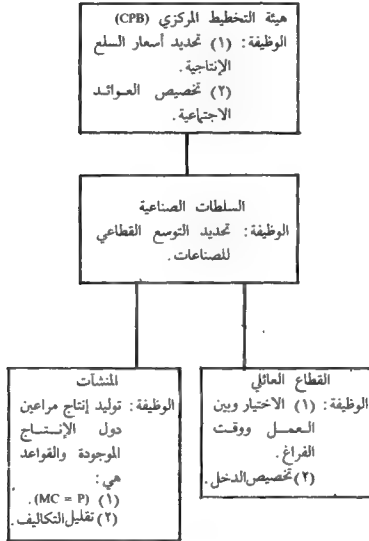 هيئة التخطيط المركزي (CPB)
الوظيفة: (١) تحديد أسعار السلع
الإنتاجية.
(٢) تخصيص العوائد
الاجتماعية.
السلطات الصناعية
الوظيفة: تحديد التوسع القطاعي
للصناعات.
القطاع العائلي
الوظيفة: (١) الاختيار وبين
العمل ووقت
الفراغ.
(٢) تخصيص الدخل.
المنشآت
الوظيفة: توليد إنتاج مراعين
دول الإنتاج
الموجودة والقواعد
هي:
(١) (MC = P).
(٢) تقليل التكاليف.